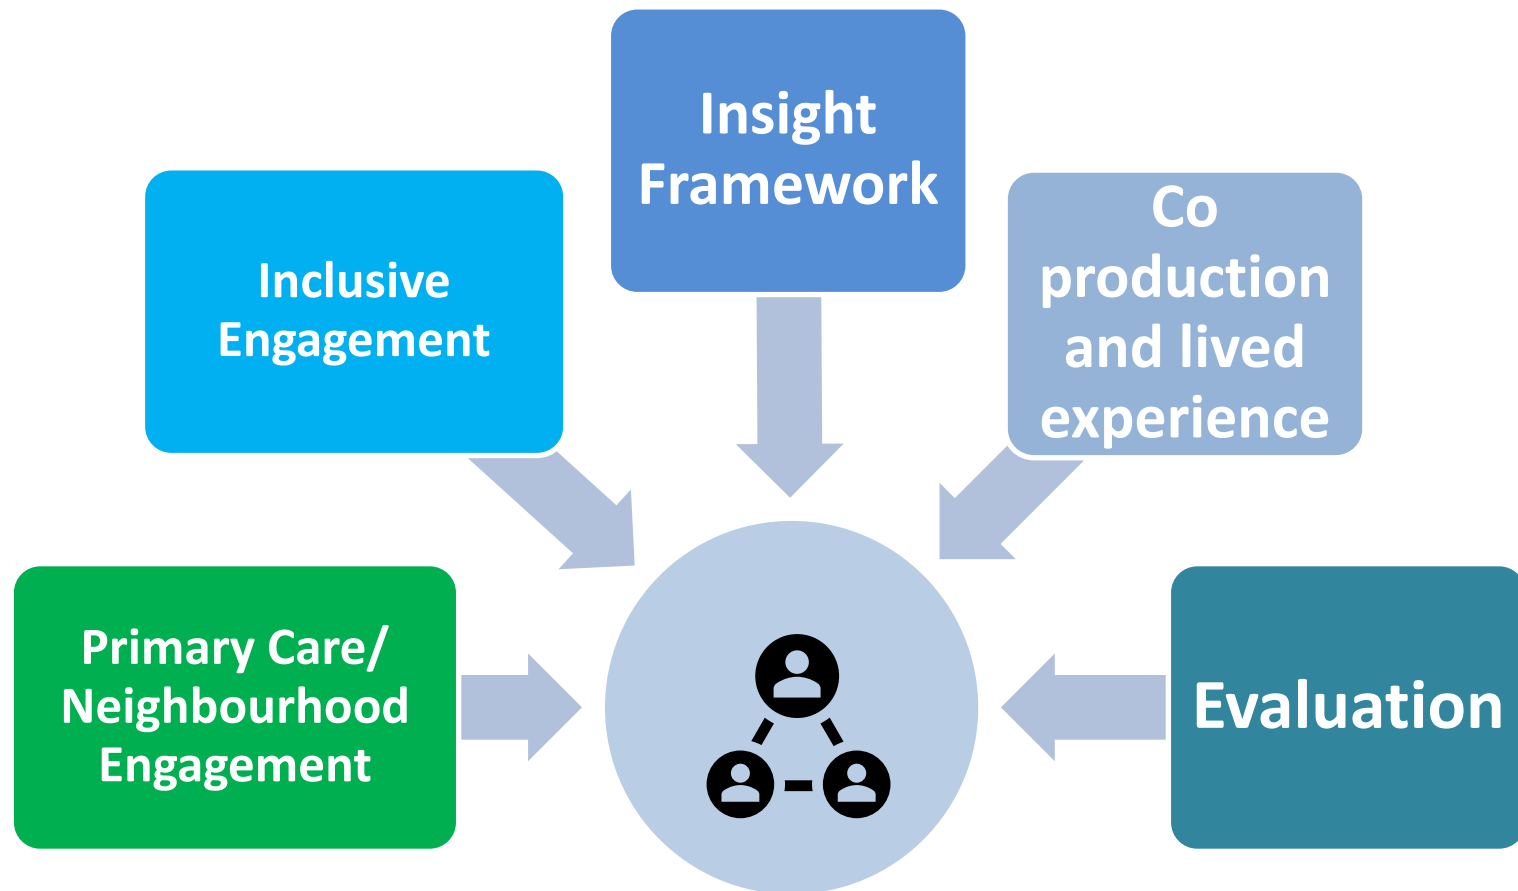 Insight
Framework
Inclusive
Engagement
Co
production
and lived
experience
Primary Care/
Neighbourhood
Engagement
Evaluation